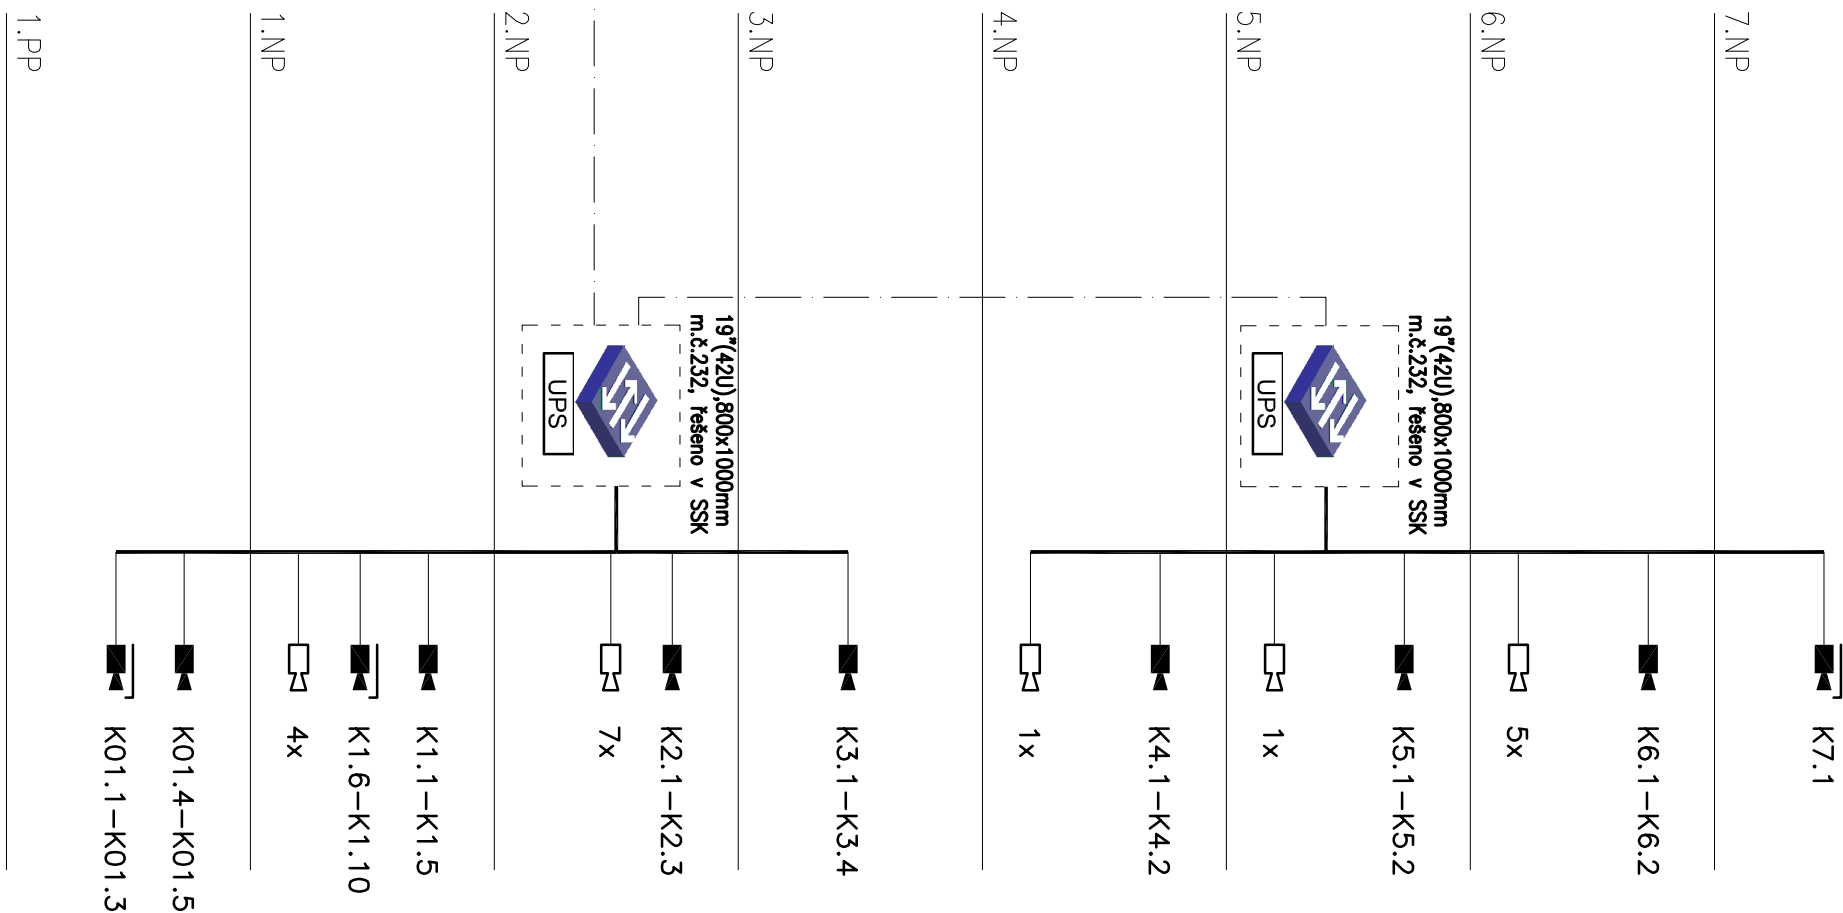 7.NP
K7.1
6.NP
K6.1-K6.2
5x
5.NP
19"(42U),800x1000mm
m.č.232, řešeno v SSK
UPS
K5.1-K5.2
1x
4.NP
K4.1-K4.2
1x
3.NP
K3.1-K3.4
2.NP
19"(42U),800x1000mm
m.č.232, řešeno v SSK
UPS
K2.1-K2.3
7x
1.NP
K1.1-K1.5
K1.6-K1.10
4x
1.PP
K01.4-K01.5
K01.1-K01.3